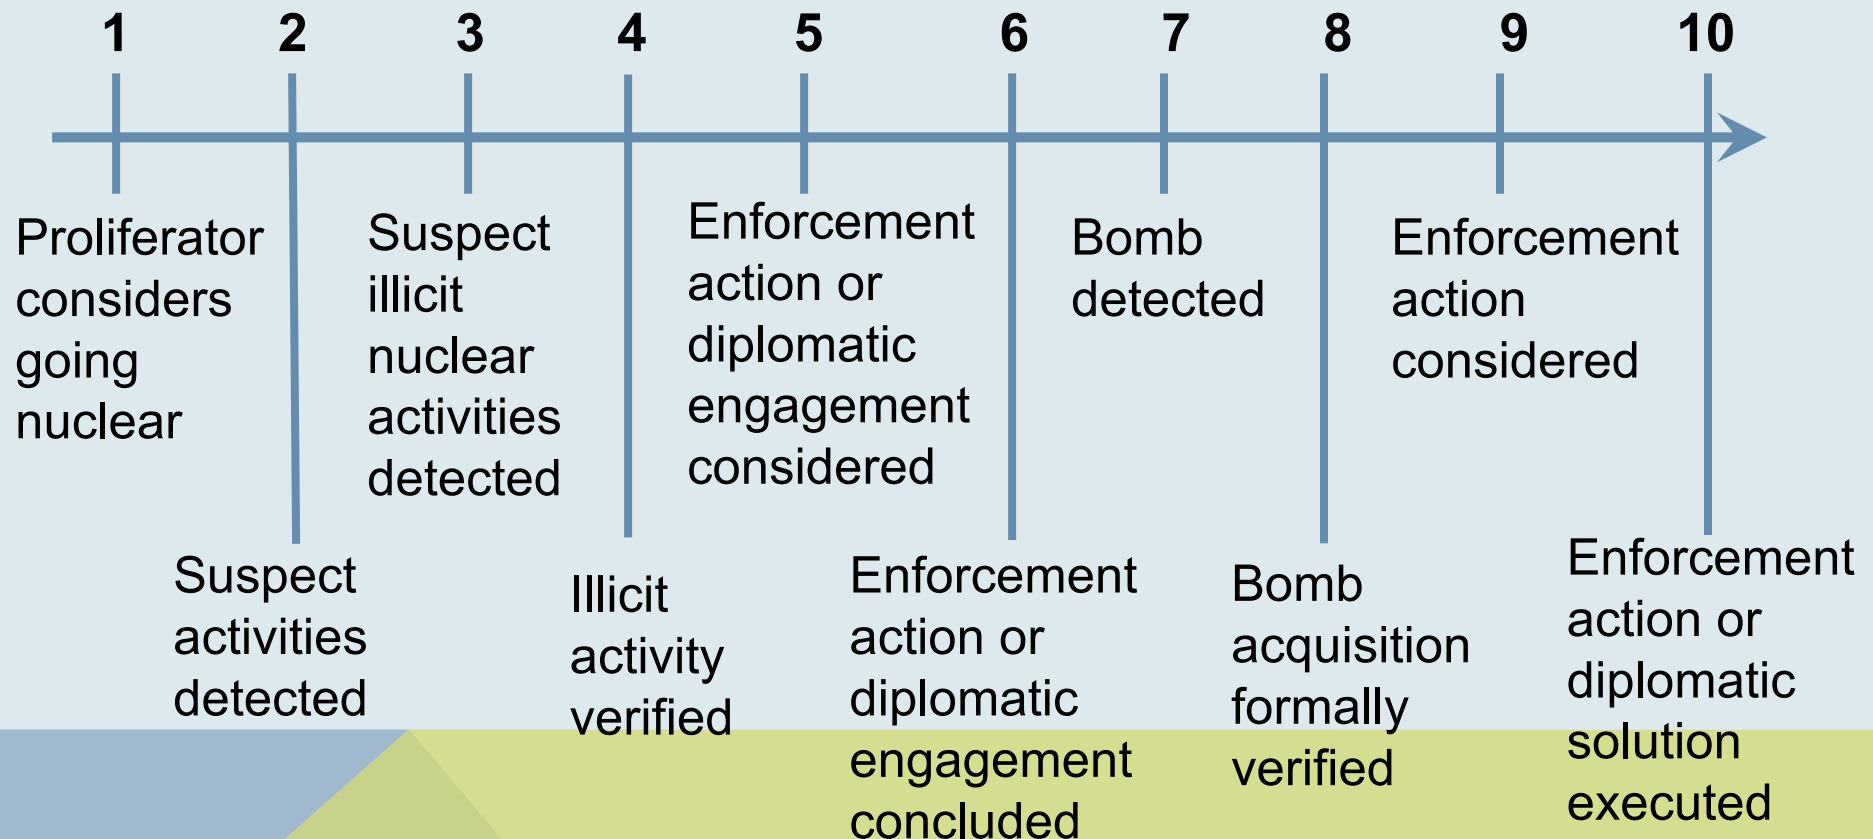 1 2 3 4 5 6 7 8 9 10
Proliferator
considers
going
nuclear
Suspect
activities
detected
Suspect
illicit
nuclear
activities
detected
Illicit
activity
verified
Enforcement
action or
diplomatic
engagement
considered
Enforcement
action or
diplomatic
engagement
concluded
Bomb
detected
Bomb
acquisition
formally
verified
Enforcement
action
considered
Enforcement
action or
diplomatic
solution
executed